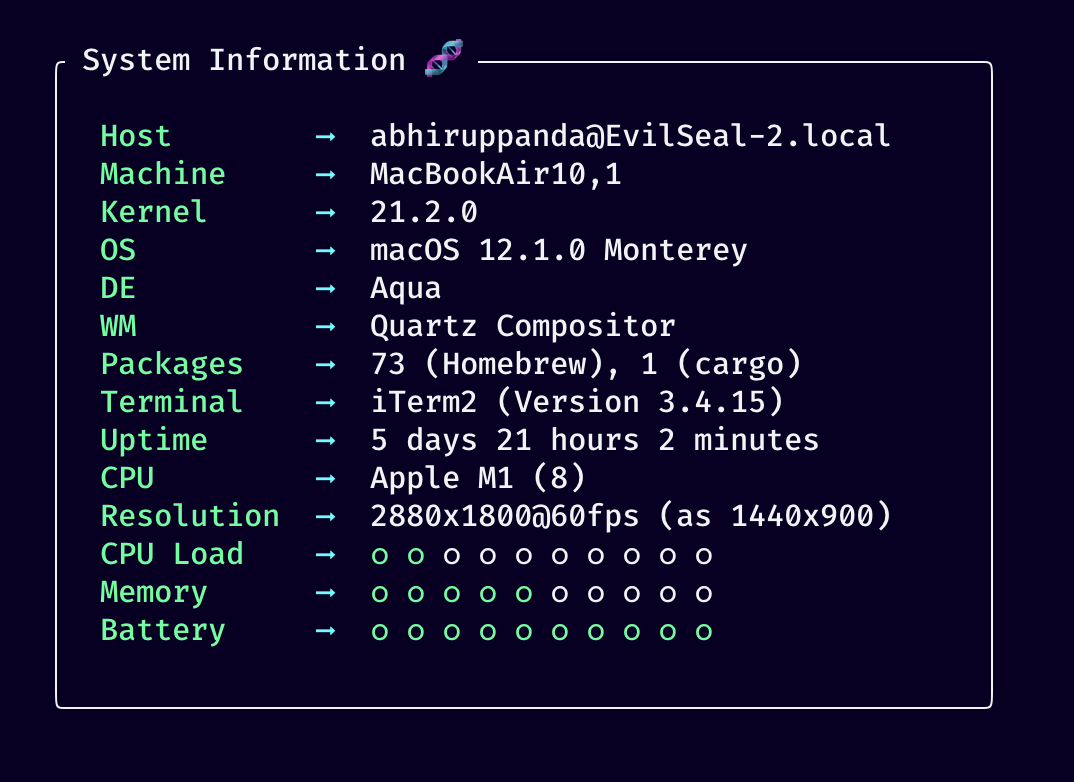 System Information 🧬
Host → abhiruppanda@EvilSeal-2.local
Machine → MacBookAir10,1
Kernel → 21.2.0
OS → macOS 12.1.0 Monterey
DE → Aqua
WM → Quartz Compositor
Packages → 73 (Homebrew), 1 (cargo)
Terminal → iTerm2 (Version 3.4.15)
Uptime → 5 days 21 hours 2 minutes
CPU → Apple M1 (8)
Resolution → 2880x1800@60fps (as 1440x900)
CPU Load → o o o o o o o o o o
Memory → o o o o o o o o o o
Battery → o o o o o o o o o o